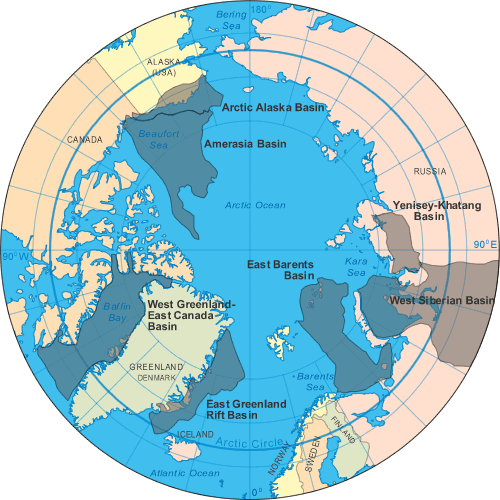 180°
Bering
Sea
ALASKA
(USA)
Arctic Alaska Basin
CANADA
Beaufort
Sea
Amerasia Basin
RUSSIA
Arctic Ocean
Yenisey-Khatang
Basin
90°W
90°E
East Barents
Basin
Kara
Sea
West Siberian Basin
Baffin
Bay
West Greenland-
East Canada
Basin
GREENLAND
DENMARK
Barents
Sea
East Greenland
Rift Basin
ICELAND
Arctic Circle
NORWAY
SWEDEN
FINLAND
Atlantic Ocean
0°